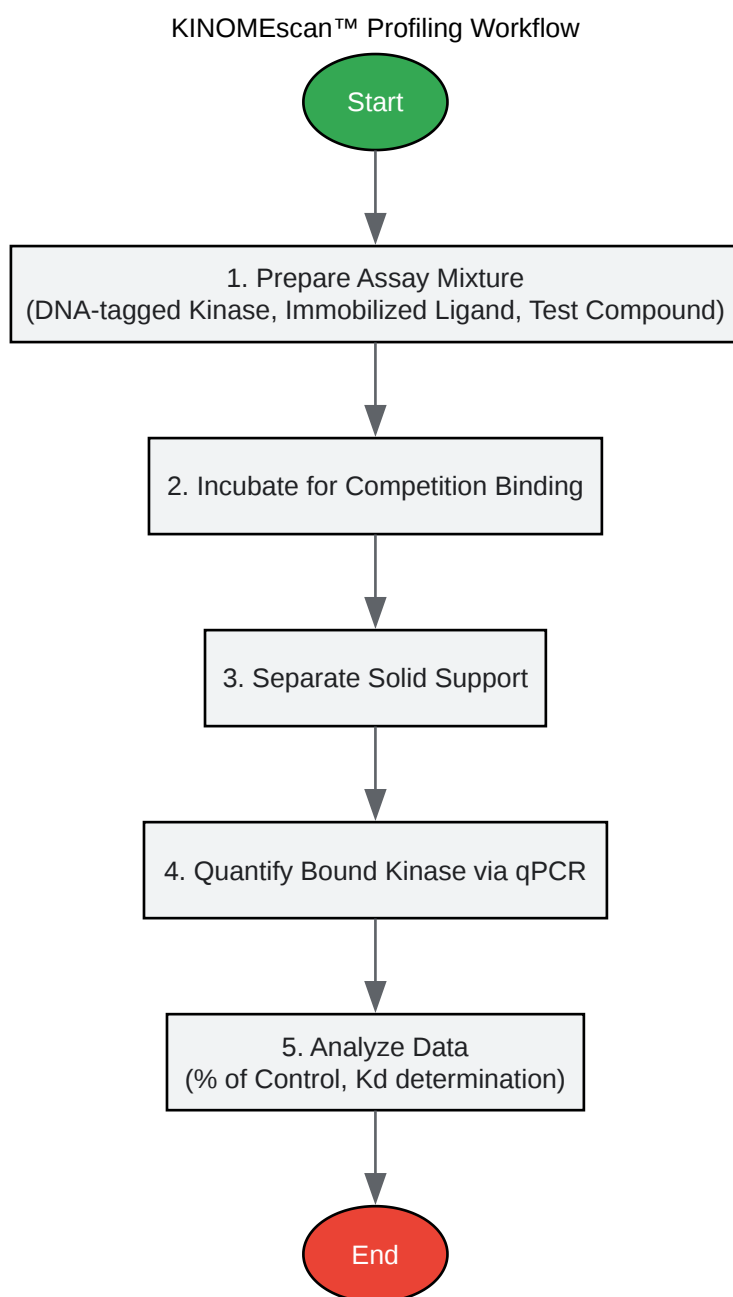 KINOMEscan™ Profiling Workflow
Start
1. Prepare Assay Mixture
(DNA-tagged Kinase, Immobilized Ligand, Test Compound)
2. Incubate for Competition Binding
3. Separate Solid Support
4. Quantify Bound Kinase via qPCR
5. Analyze Data
(% of Control, Kd determination)
End